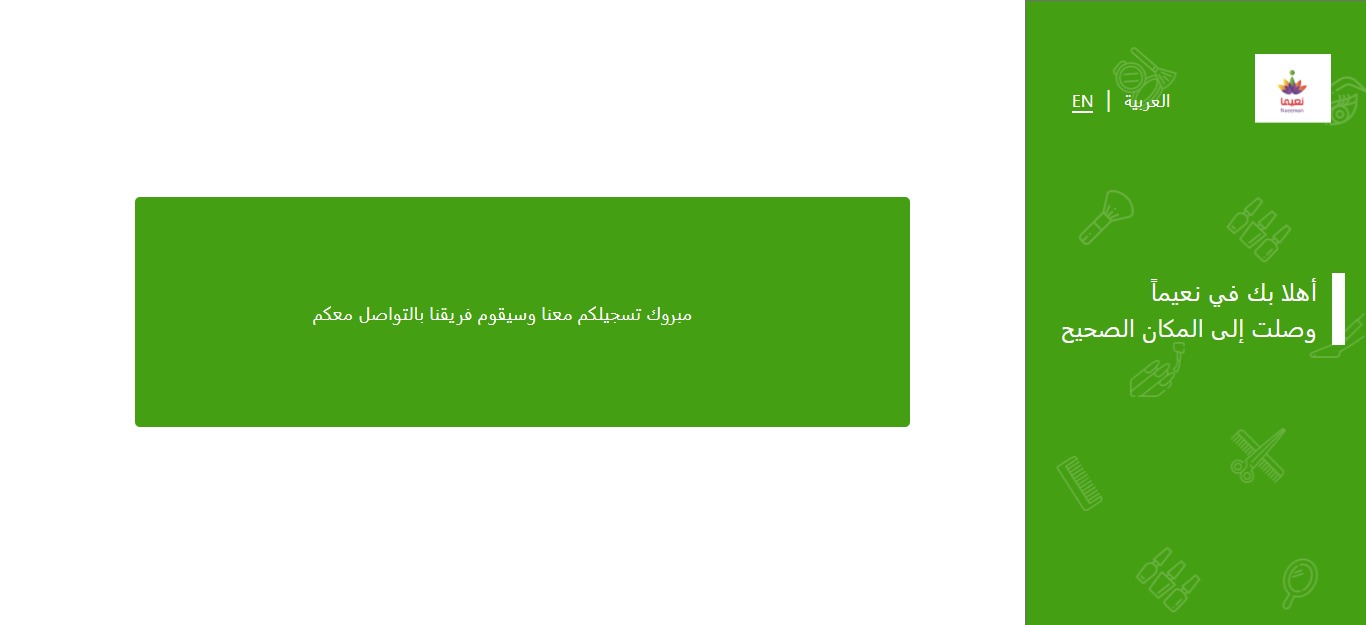 نعيما
Naeeman
العربية | EN
أهلا بك في نعيماً
وصلت إلى المكان الصحيح
مبروك تسجيلكم معنا وسيقوم فريقنا بالتواصل معكم